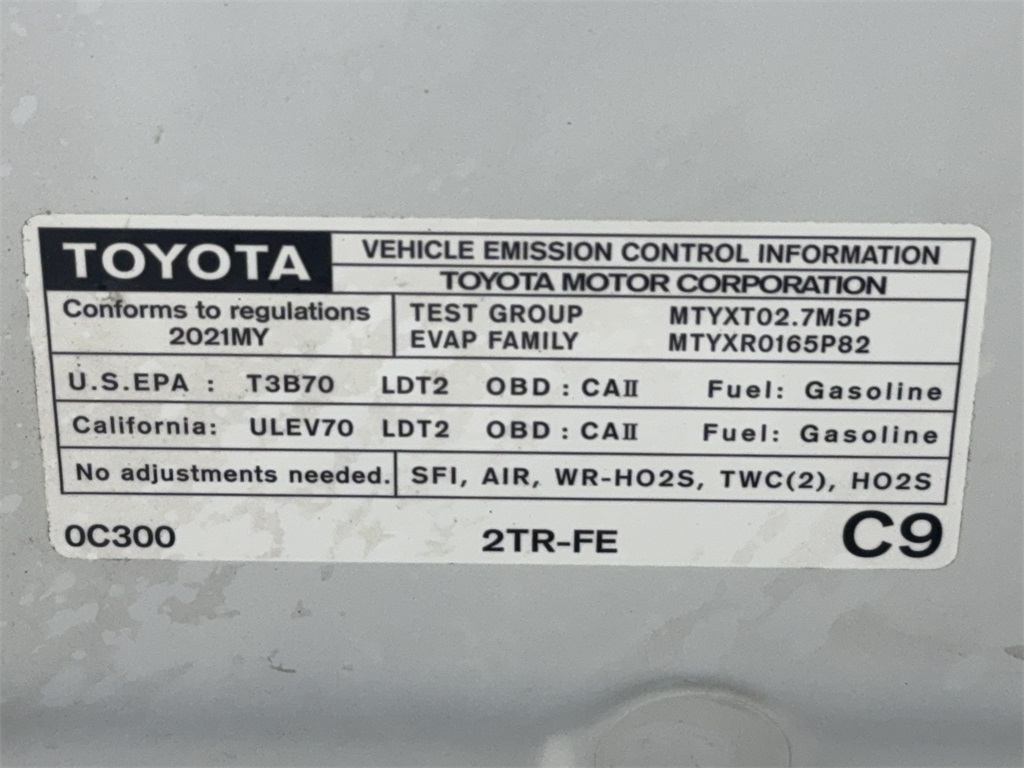 TOYOTA VEHICLE EMISSION CONTROL INFORMATION
TOYOTA MOTOR CORPORATION
Conforms to regulations
2021MY
TEST GROUP MTYXT02.7M5P
EVAP FAMILY MTYXR0165P82
U.S.EPA : T3B70 LDT2 OBD : CAII Fuel: Gasoline
California: ULEV70 LDT2 OBD : CAII Fuel: Gasoline
No adjustments needed. SFI, AIR, WR-HO2S, TWC(2), HO2S
0C300 2TR-FE C9